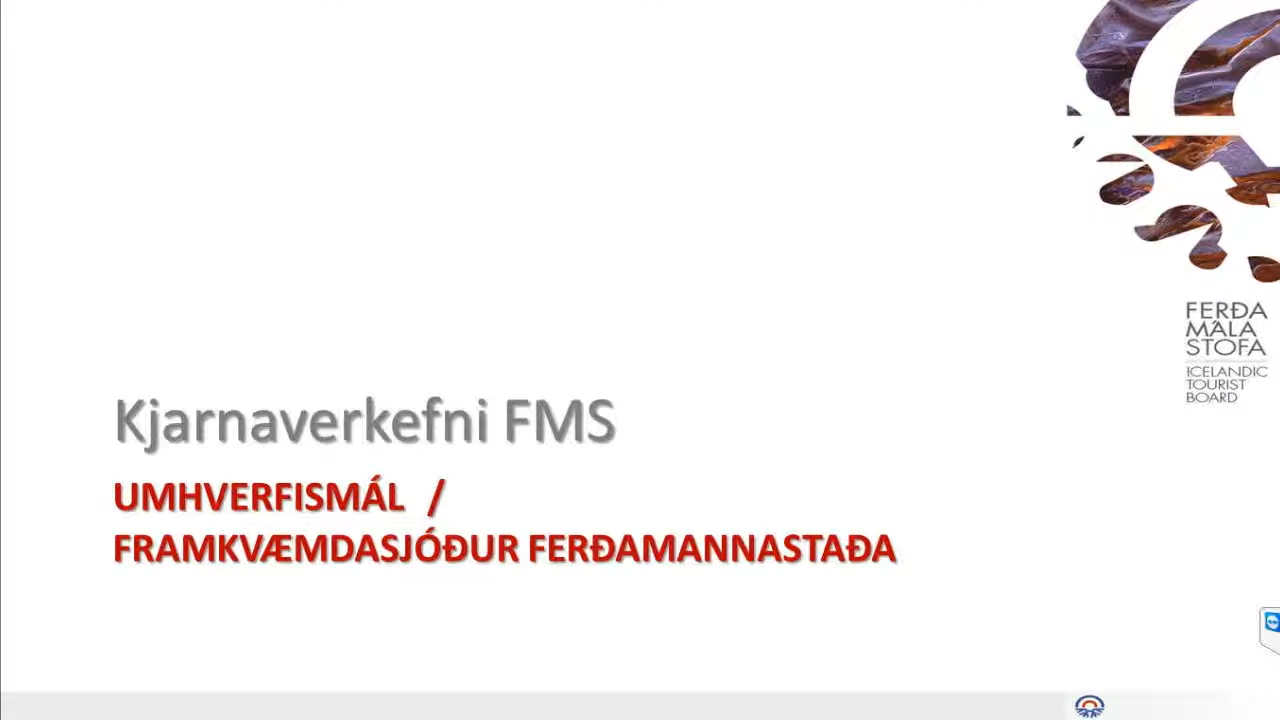 FERÐA
MÁLA
STOFA
ICELANDIC
TOURIST
BOARD
Kjarnaverkefni FMS
UMHVERFISMÁL /
FRAMKVÆMDASJÓÐUR FERÐAMANNASTAÐA